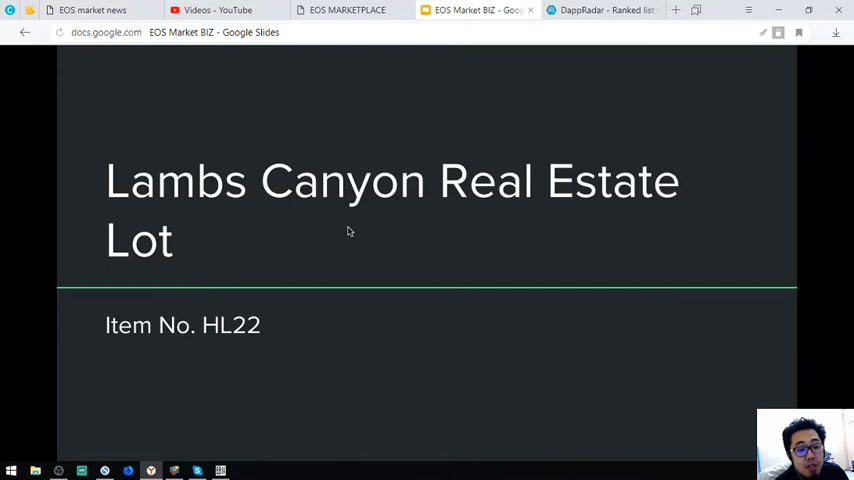 EOS market news
Videos - YouTube
EOS MARKETPLACE
EOS Market BIZ - Goog
DappRadar - Ranked list
docs.google.com EOS Market BIZ - Google Slides
Lambs Canyon Real Estate
Lot
Item No. HL22